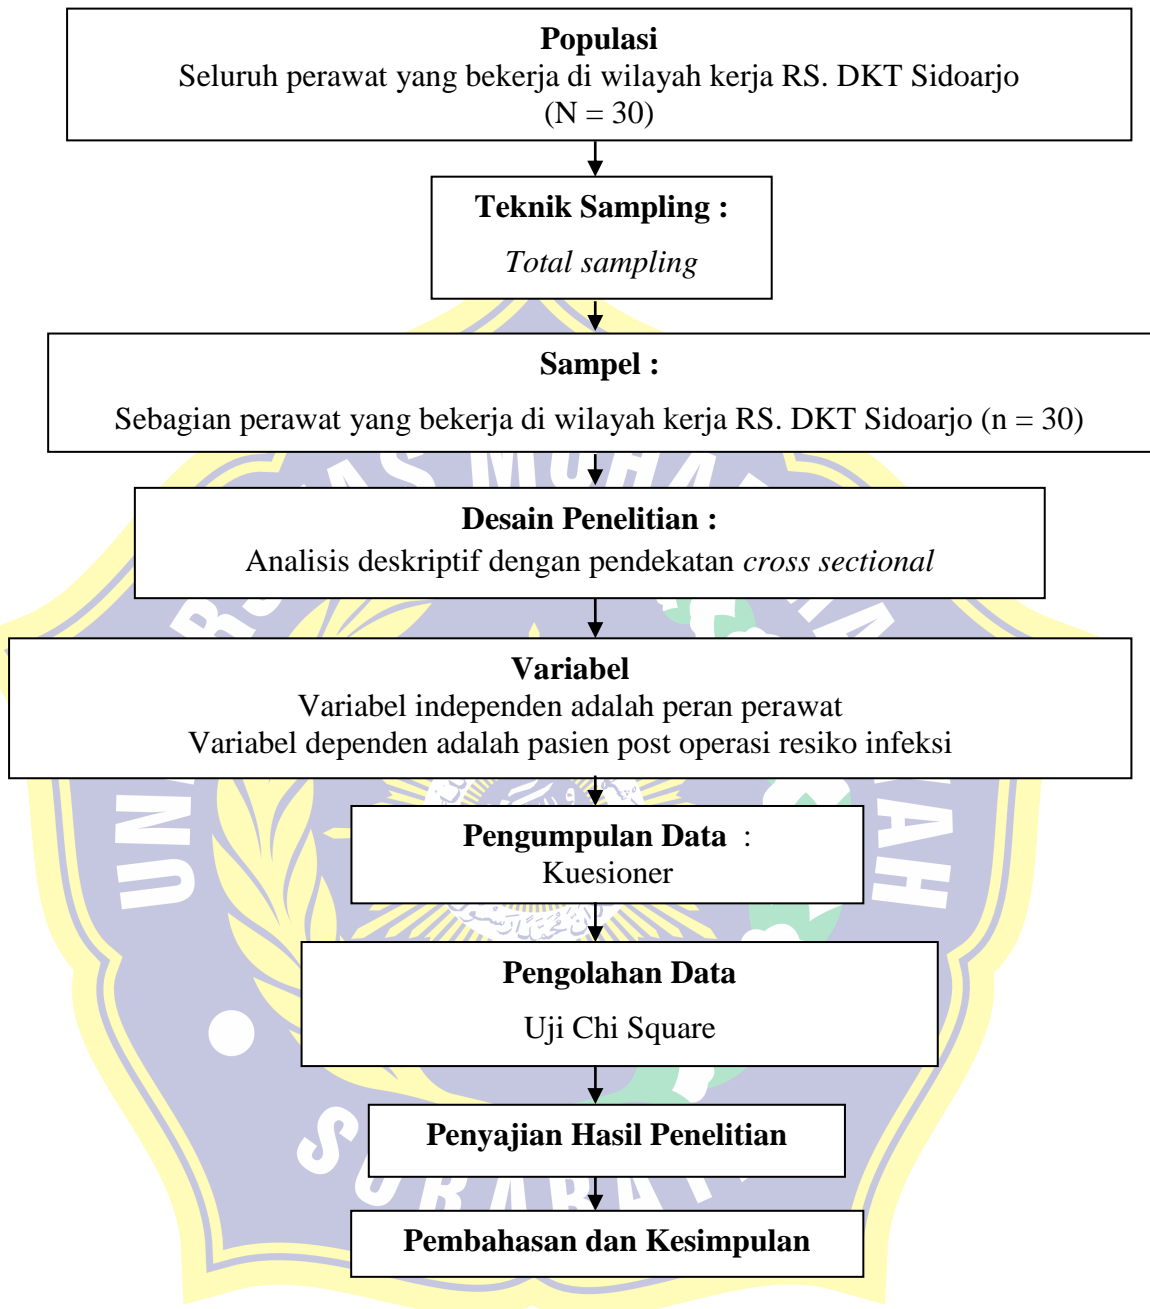 Populasi
Seluruh perawat yang bekerja di wilayah kerja RS. DKT Sidoarjo
(N = 30)
Teknik Sampling :
Total sampling
Sampel :
Sebagian perawat yang bekerja di wilayah kerja RS. DKT Sidoarjo (n = 30)
Desain Penelitian :
Analisis deskriptif dengan pendekatan cross sectional
Variabel
Variabel independen adalah peran perawat
Variabel dependen adalah pasien post operasi resiko infeksi
Pengumpulan Data :
Kuesioner
Pengolahan Data
Uji Chi Square
Penyajian Hasil Penelitian
Pembahasan dan Kesimpulan